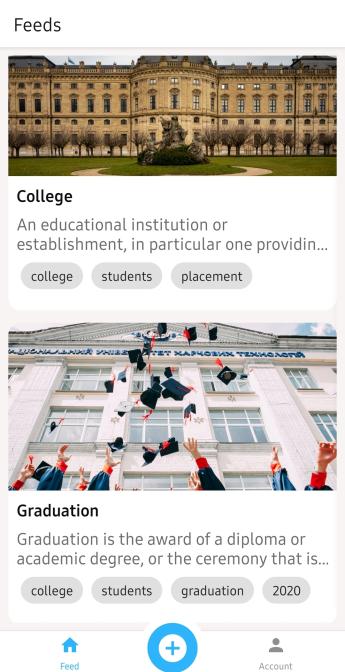 Feeds
College
An educational institution or
establishment, in particular one providin...
college students placement
НАЦІОНАЛЬНИЙ УНІВЕРСИТЕТ ХАРЧОВИХ ТЕХНОЛОГІЙ
Graduation
Graduation is the award of a diploma or
academic degree, or the ceremony that is...
college students graduation 2020
Feed Account